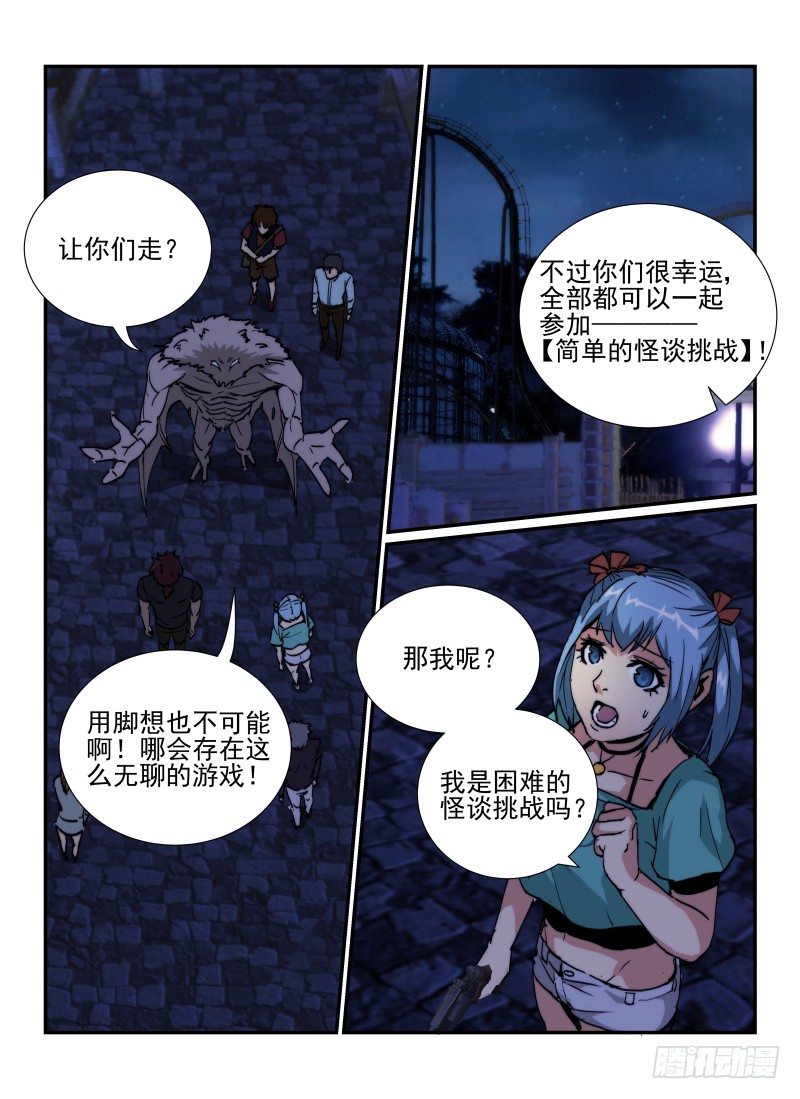 让你们走？
用脚想也不可能
啊！哪会存在这
么无聊的游戏！
不过你们很幸运，
全部都可以一起
参加————
【简单的怪谈挑战】！
那我呢？
我是困难的
怪谈挑战吗？
腾讯动漫